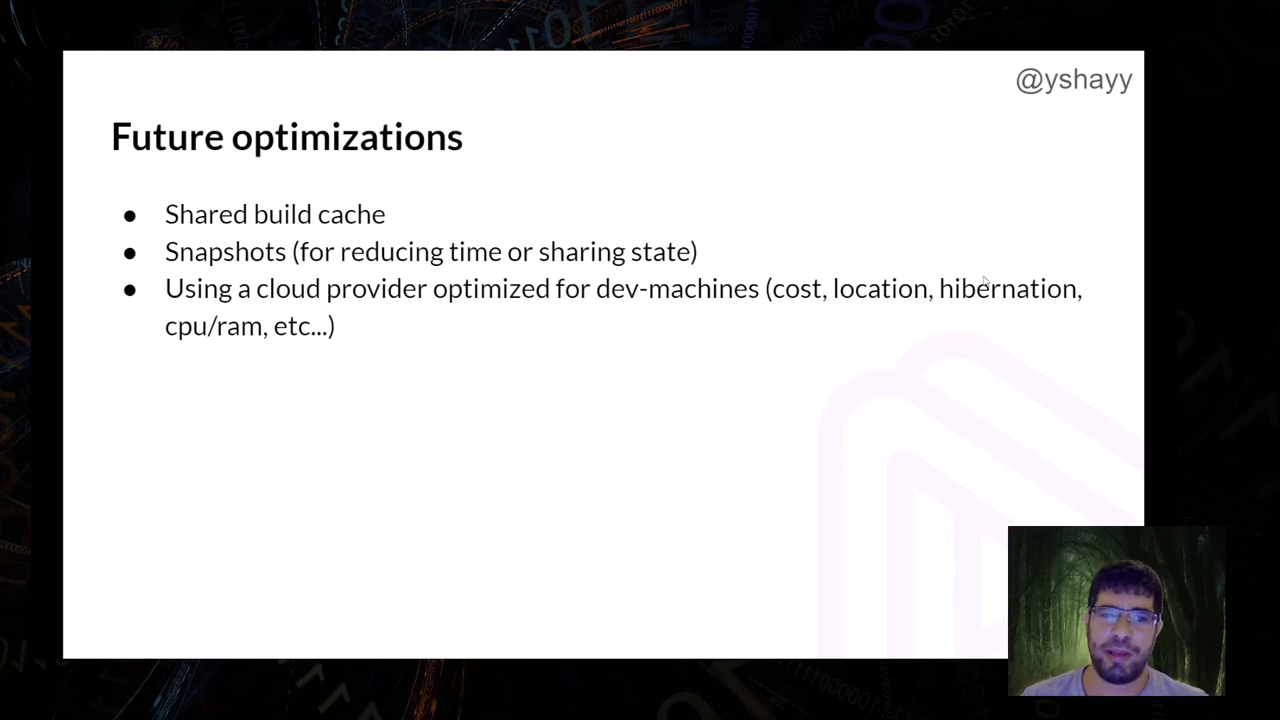 @yshayy
Future optimizations
● Shared build cache
● Snapshots (for reducing time or sharing state)
● Using a cloud provider optimized for dev-machines (cost, location, hibernation,
cpu/ram, etc...)